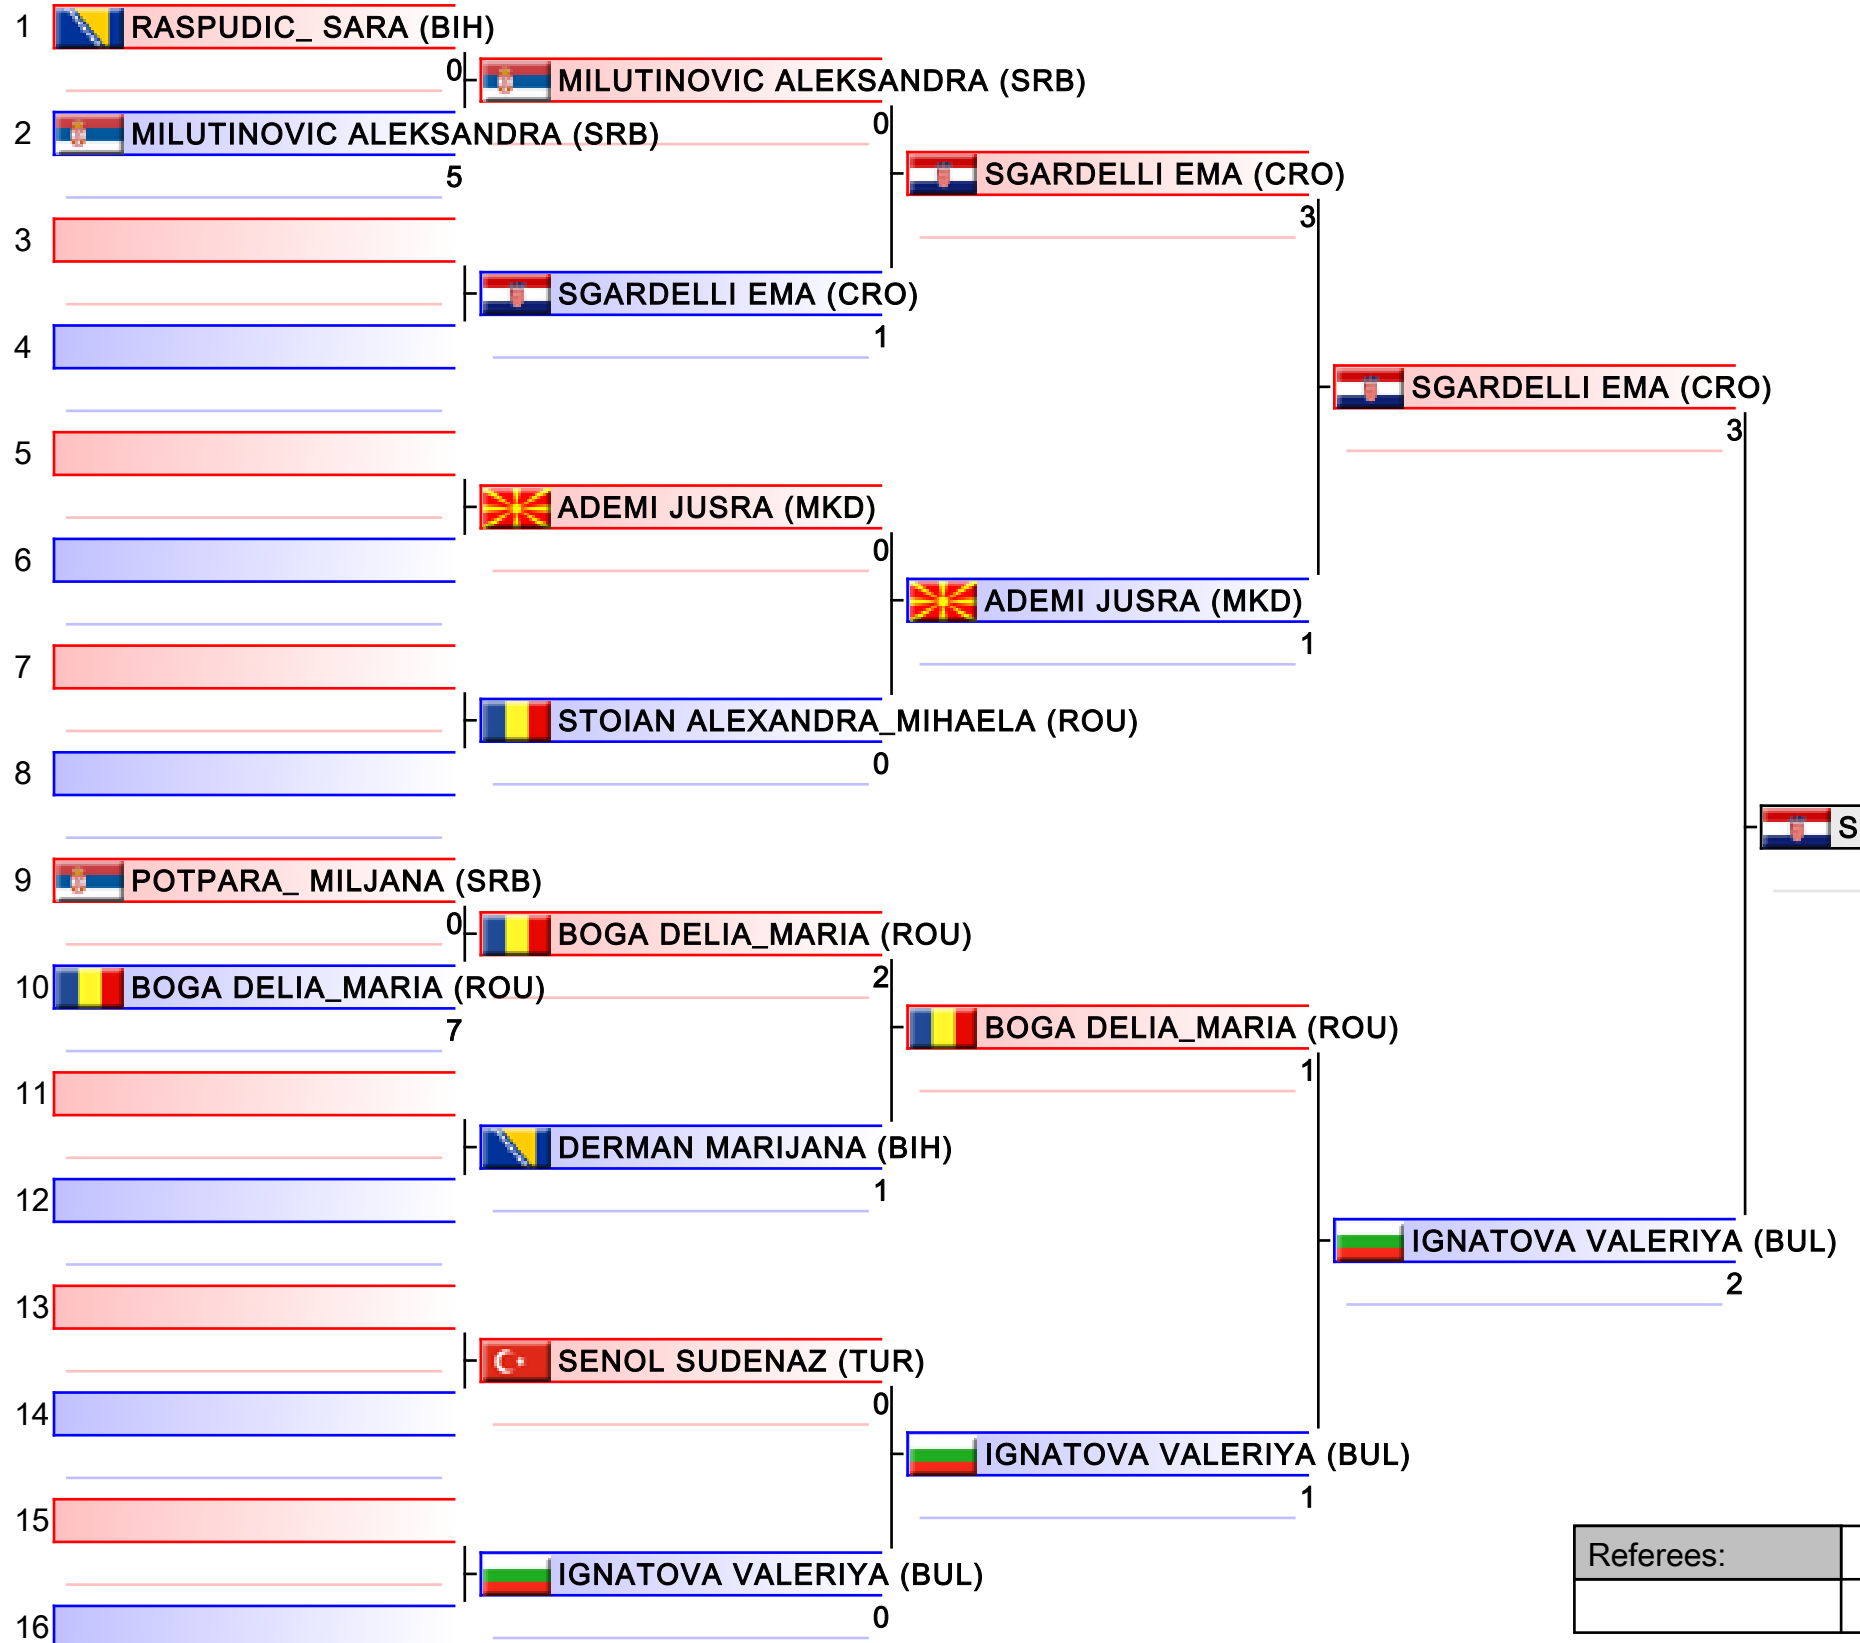 1 RASPUDIC_ SARA (BIH)
0
MILUTINOVIC ALEKSANDRA (SRB)
0
2 MILUTINOVIC ALEKSANDRA (SRB)
5
SGARDELLI EMA (CRO)
3
3
SGARDELLI EMA (CRO)
1
4
SGARDELLI EMA (CRO)
3
5
ADEMI JUSRA (MKD)
0
6
ADEMI JUSRA (MKD)
1
7
STOIAN ALEXANDRA_MIHAELA (ROU)
0
8
S
9 POTPARA_ MILJANA (SRB)
0
BOGA DELIA_MARIA (ROU)
2
10 BOGA DELIA_MARIA (ROU)
7
BOGA DELIA_MARIA (ROU)
1
11
DERMAN MARIJANA (BIH)
1
12
IGNATOVA VALERIYA (BUL)
2
13
SENOL SUDENAZ (TUR)
0
14
IGNATOVA VALERIYA (BUL)
1
15
IGNATOVA VALERIYA (BUL)
0
16
Referees: